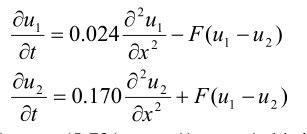 ∂u₁/∂t = 0.024 ∂²u₁/∂x² − F(u₁ − u₂)
∂u₂/∂t = 0.170 ∂²u₂/∂x² + F(u₁ − u₂)